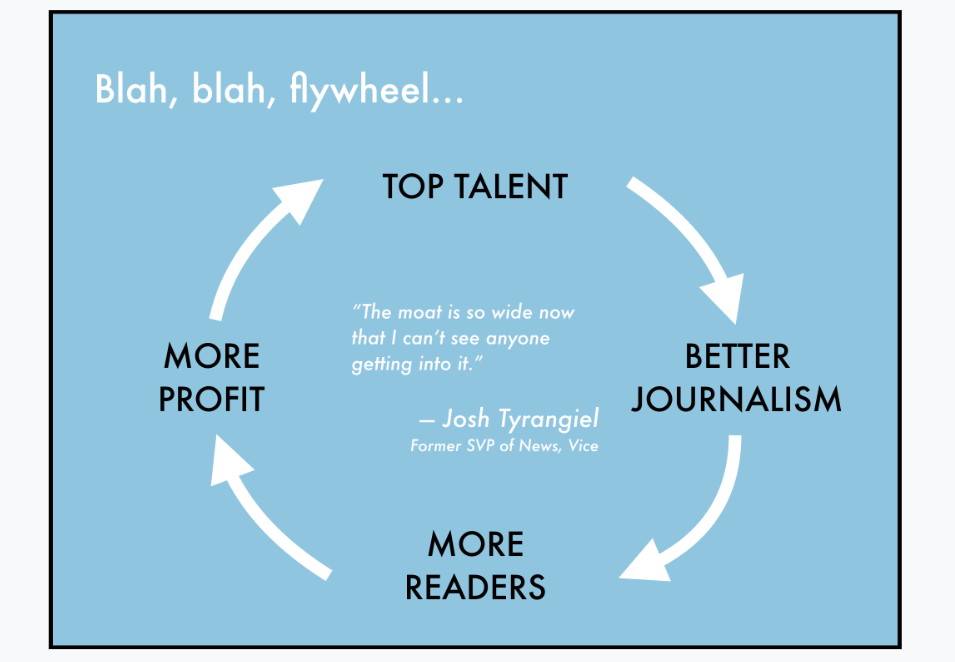 Blah, blah, flywheel...
TOP TALENT
“The moat is so wide now
that I can’t see anyone
getting into it.”
— Josh Tyrangiel
Former SVP of News, Vice
MORE
PROFIT
BETTER
JOURNALISM
MORE
READERS